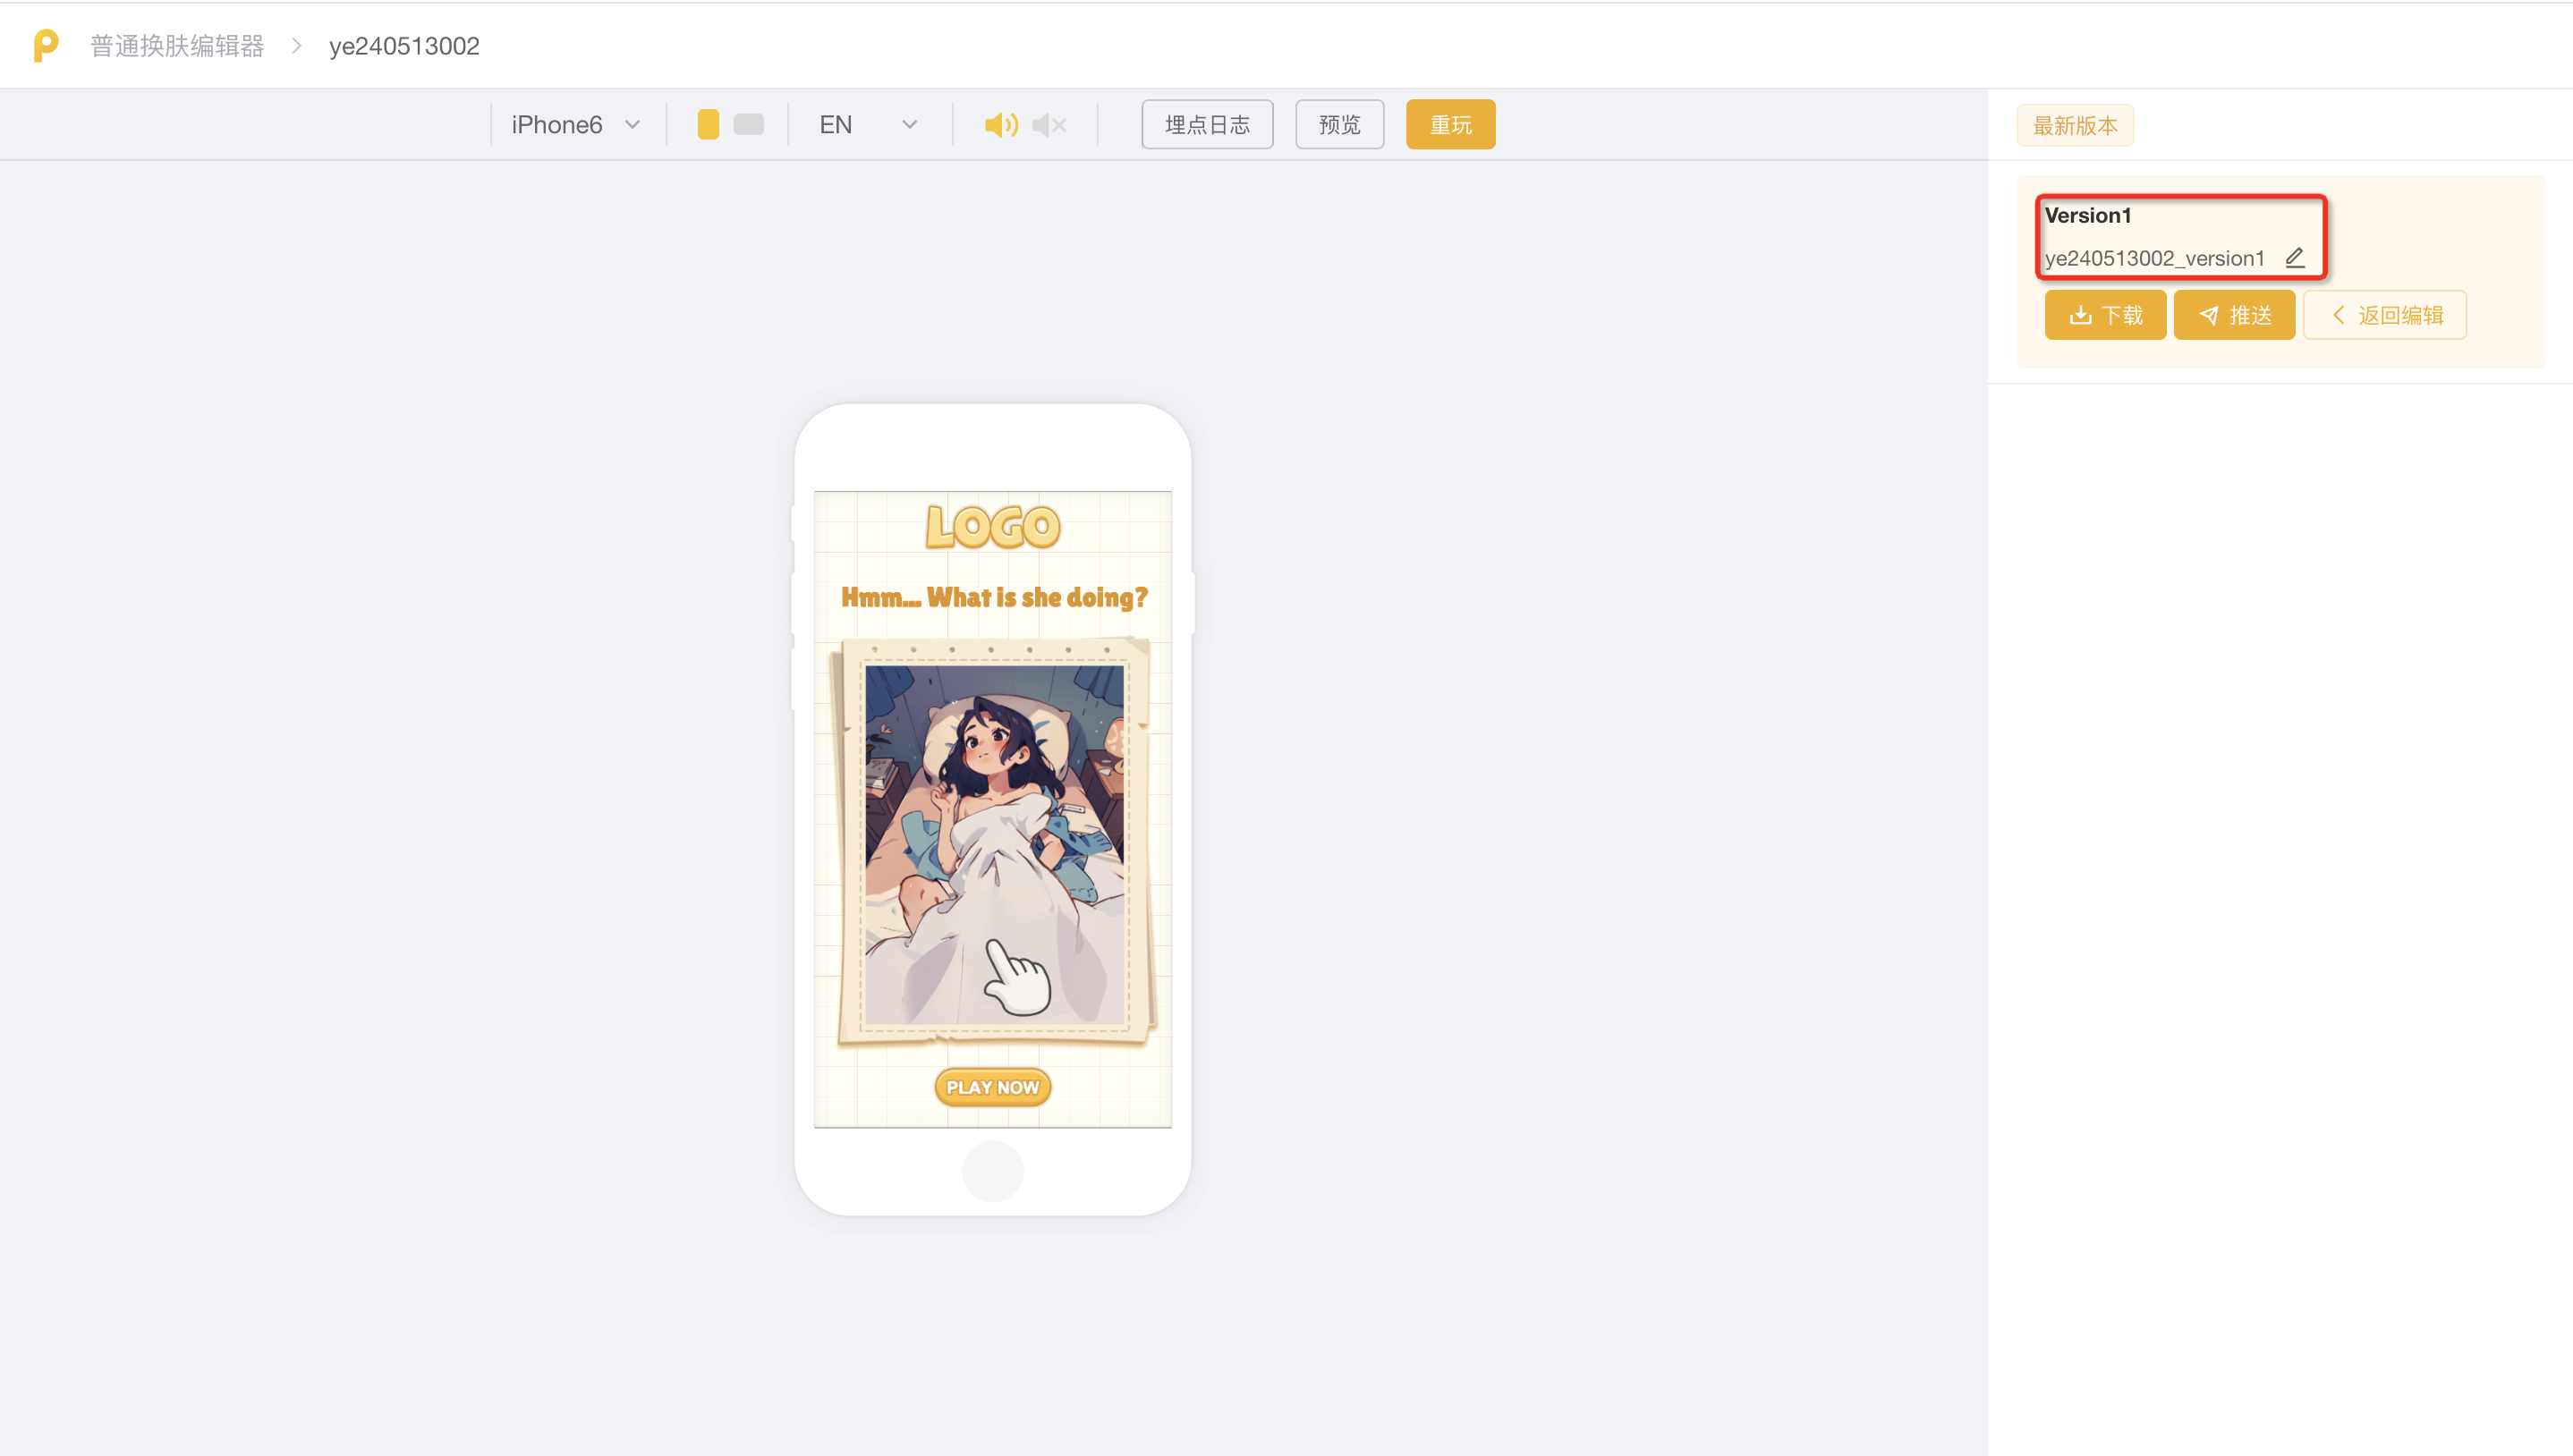 普通换肤编辑器 > ye240513002
iPhone6
EN
埋点日志
预览
重玩
最新版本
Version1
ye240513002_version1
下载
推送
返回编辑
LOGO
Hmm... What is she doing?
PLAY NOW